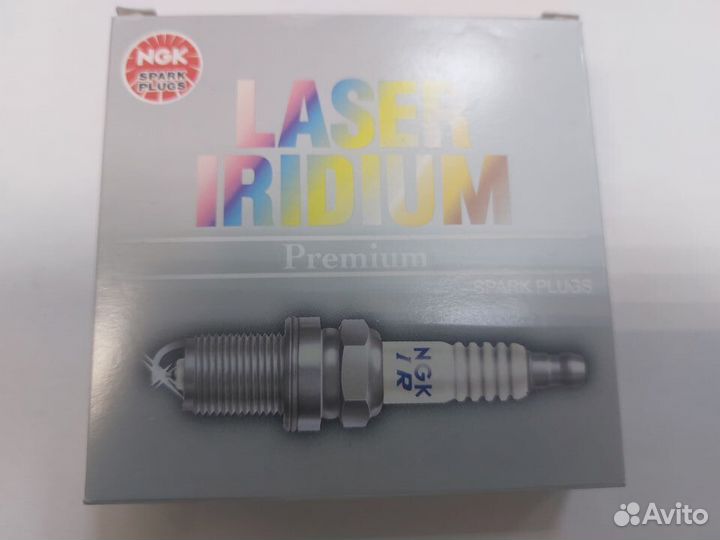 NGK
SPARK
PLUGS
LASER
IRIDIUM
Premium
SPARK PLUGS
NGK
IR
Avito